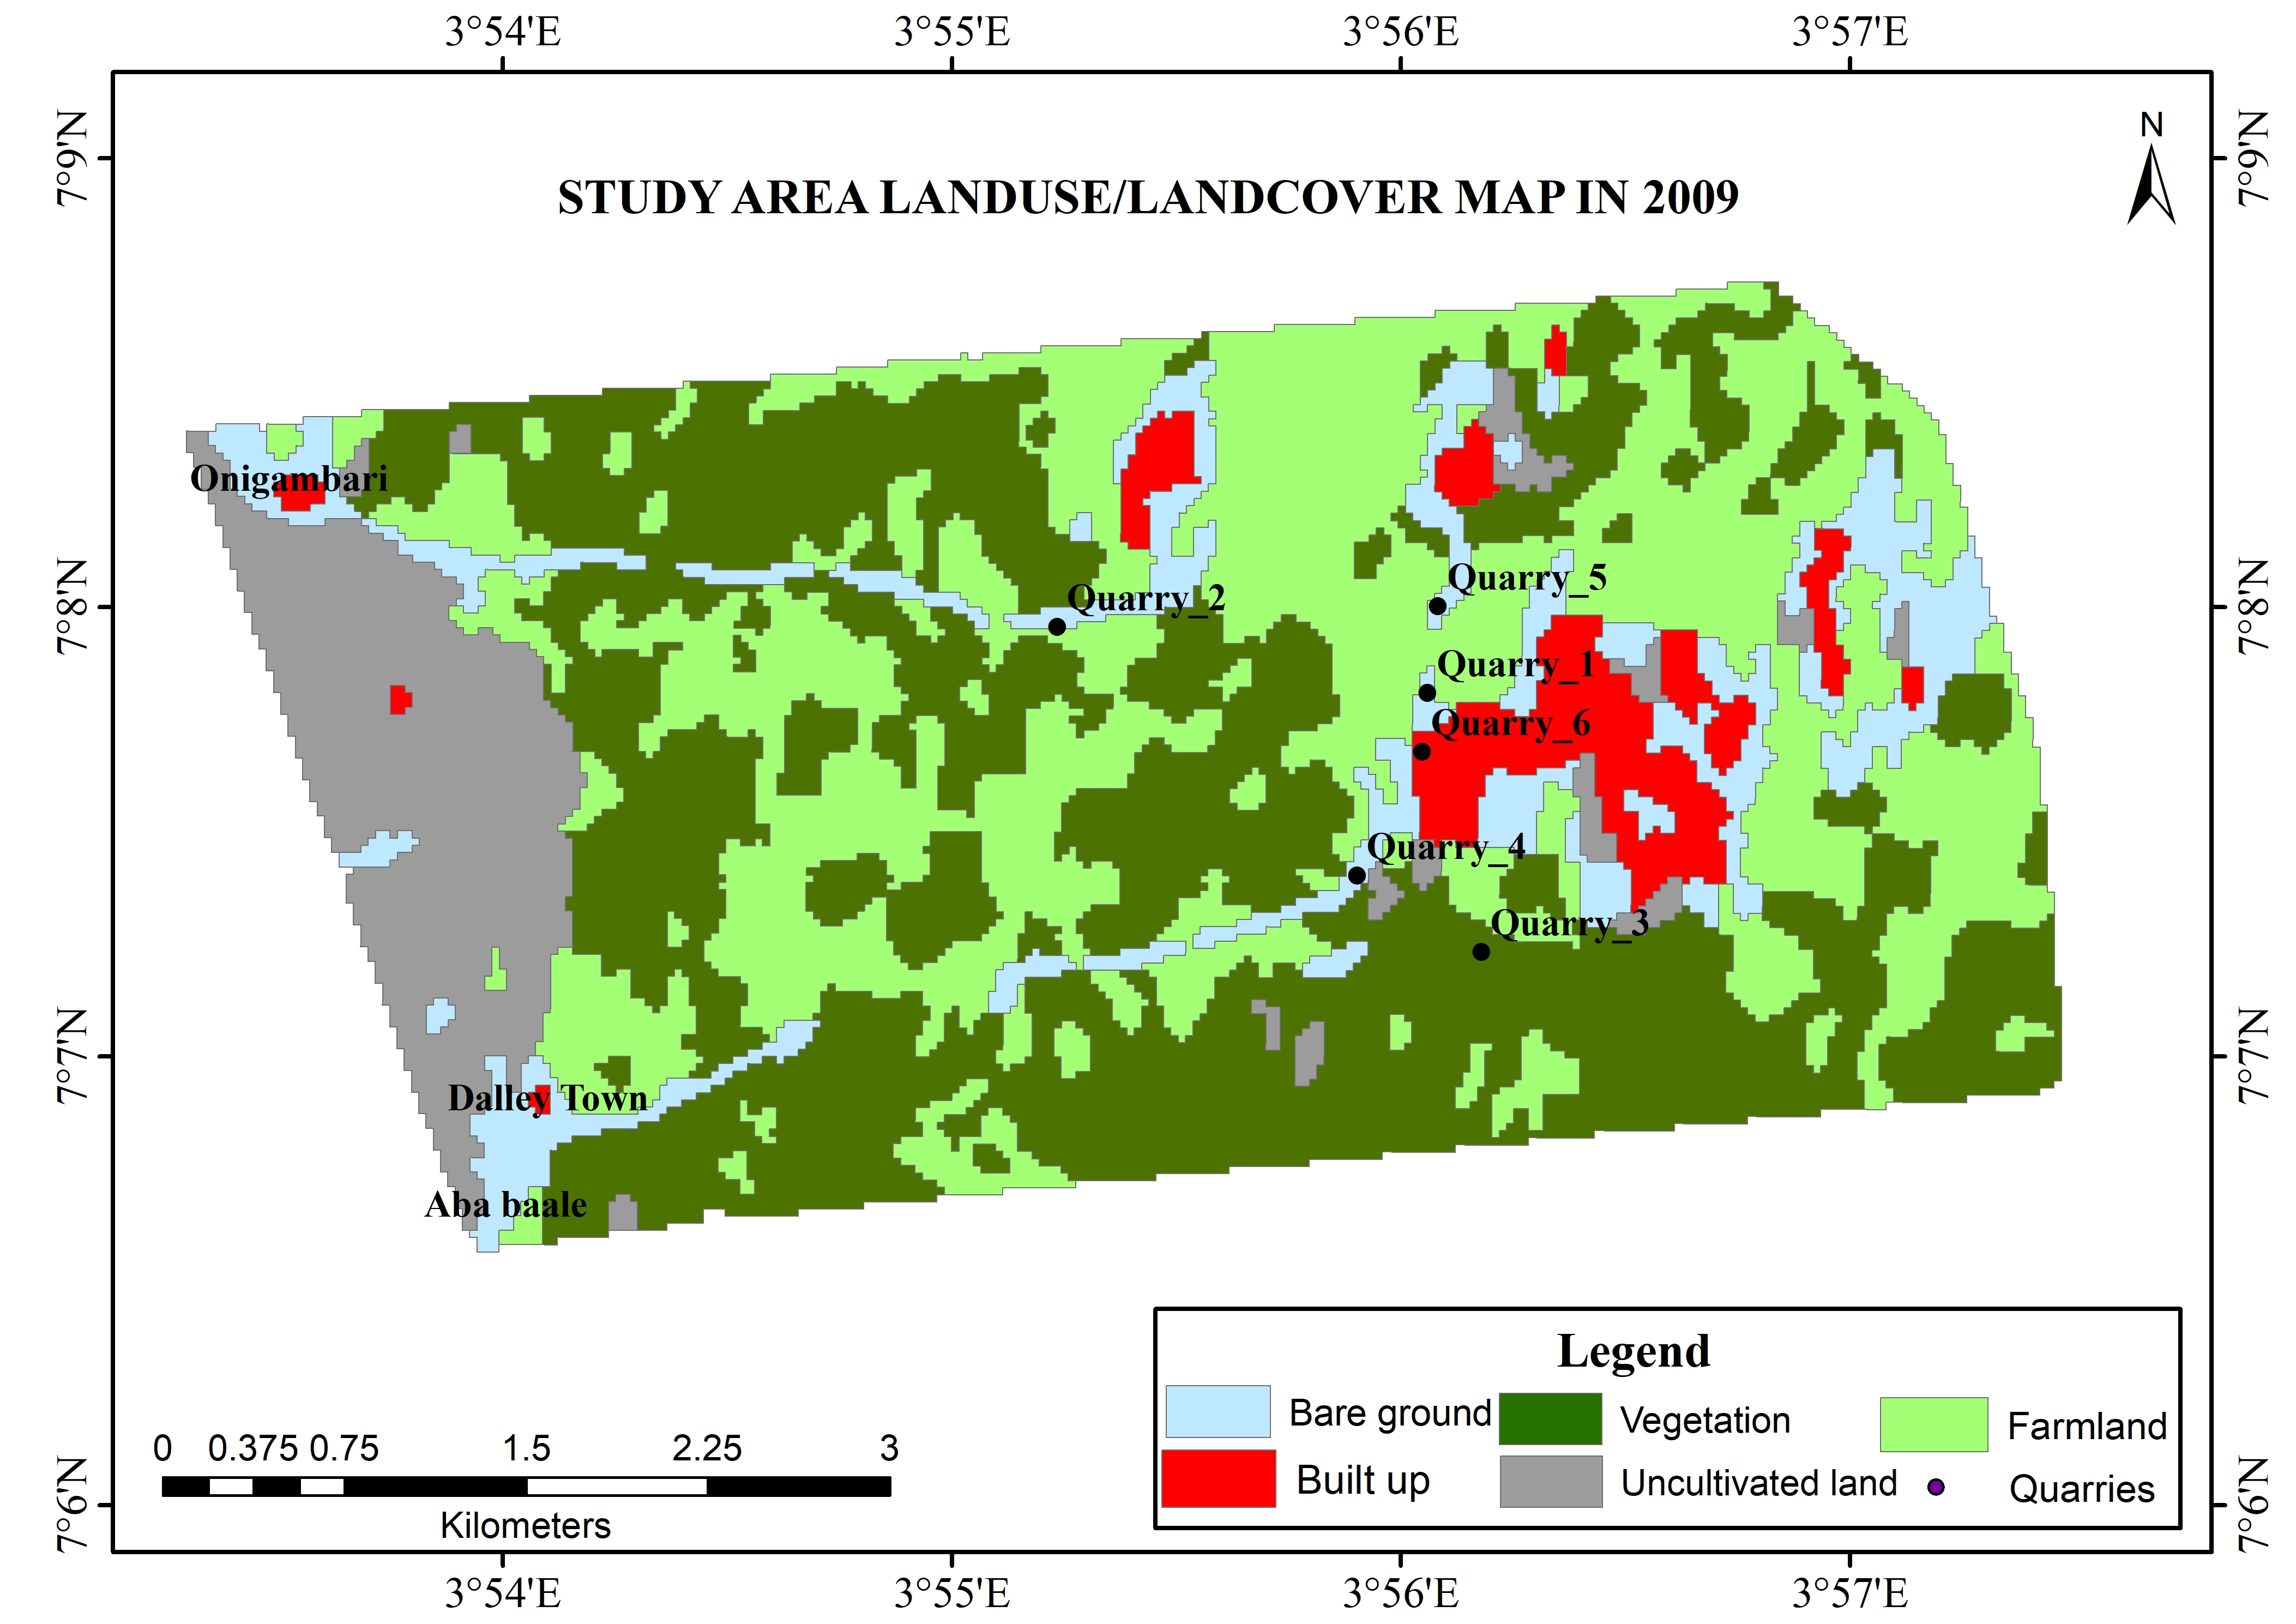 3°54'E 3°55'E 3°56'E 3°57'E
7°9'N 7°9'N
N
STUDY AREA LANDUSE/LANDCOVER MAP IN 2009
Onigambari
Quarry_5
7°8'N 7°8'N
Quarry_2
Quarry_1
Quarry_6
Quarry_4
Quarry_3
7°7'N 7°7'N
Dalley Town
Aba baale
Legend
Bare ground Vegetation Farmland
Built up Uncultivated land Quarries
0 0.375 0.75 1.5 2.25 3
Kilometers
7°6'N 7°6'N
3°54'E 3°55'E 3°56'E 3°57'E